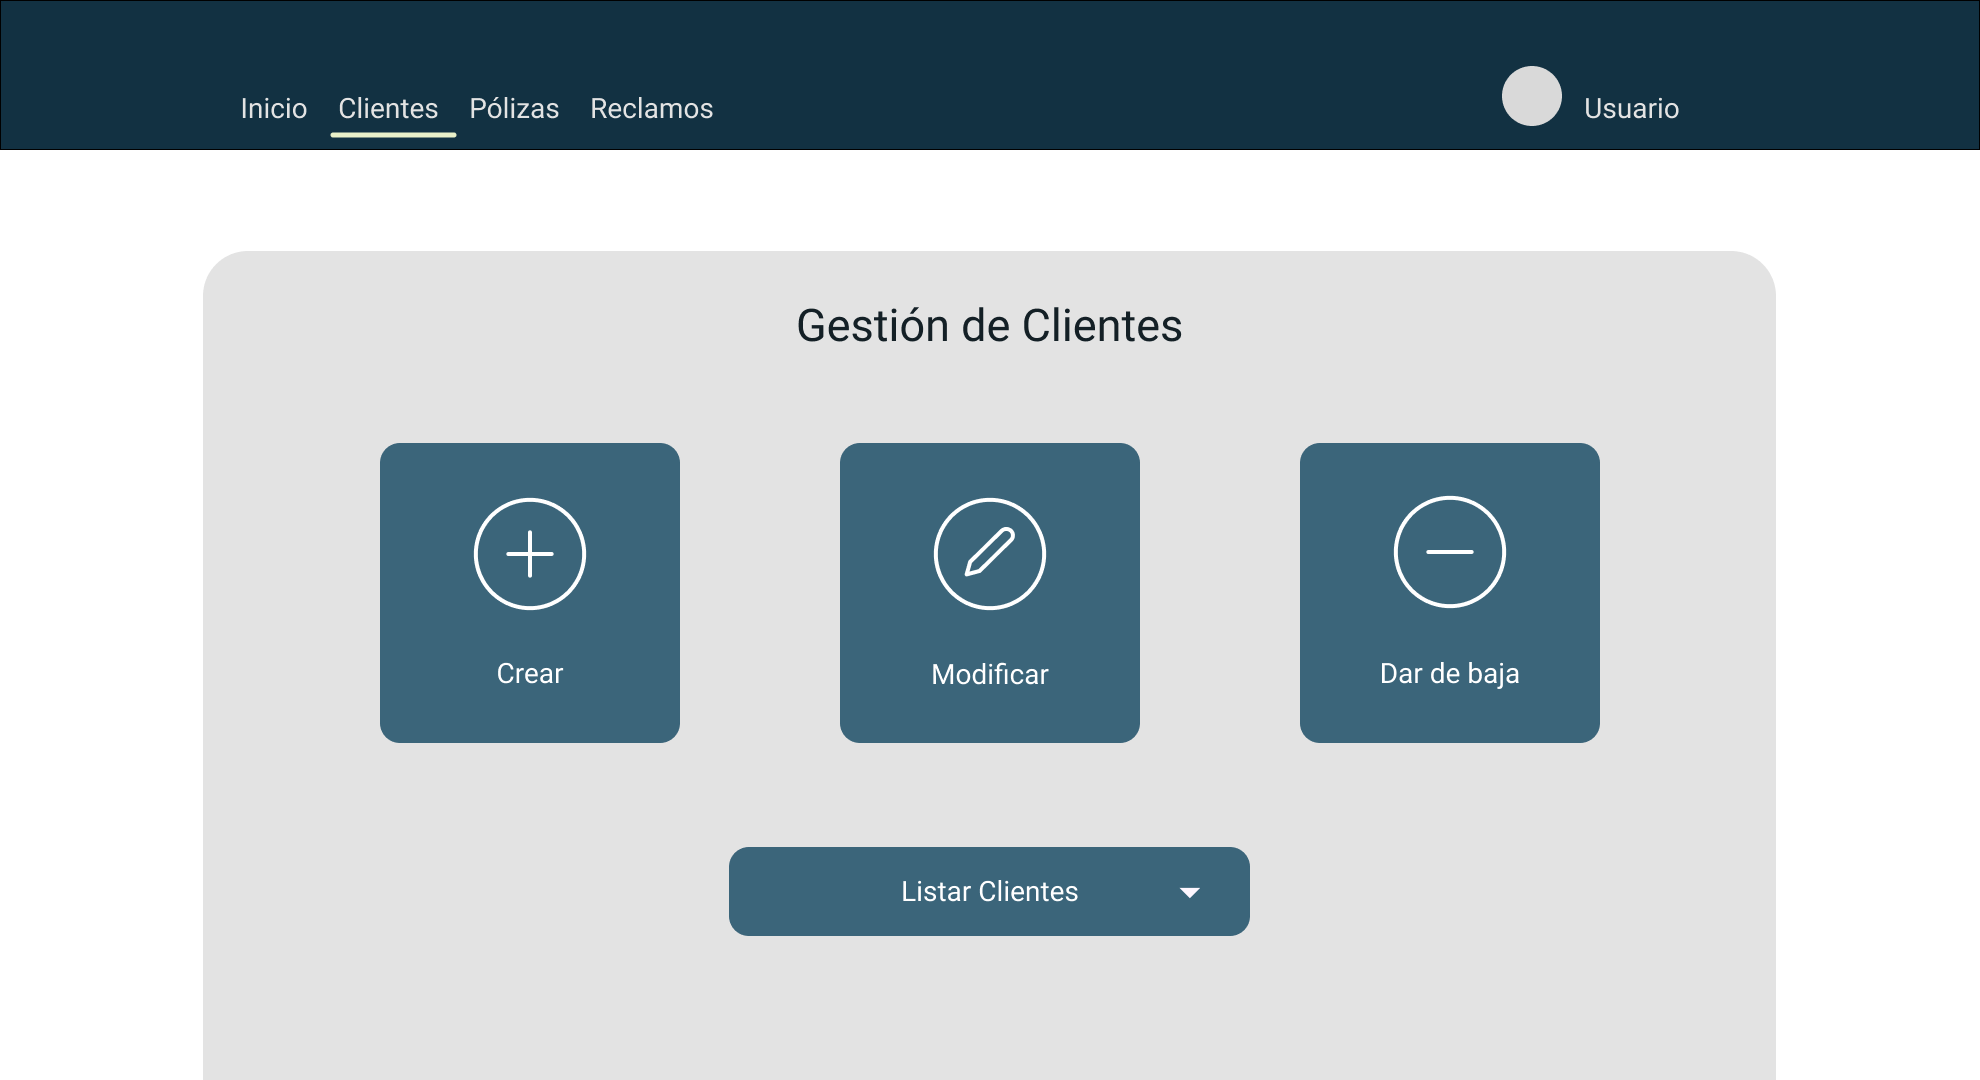 Inicio Clientes Pólizas Reclamos Usuario
Gestión de Clientes
Crear Modificar Dar de baja
Listar Clientes